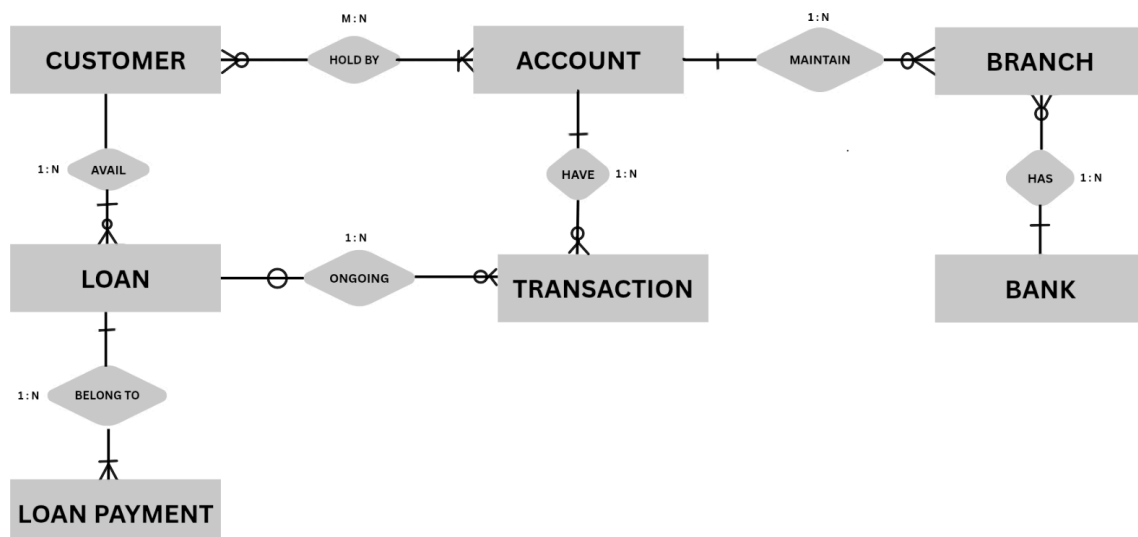 M:N
1:N
CUSTOMER
HOLD BY
ACCOUNT
MAINTAIN
BRANCH
1:N
AVAIL
HAVE
1:N
HAS
1:N
1:N
LOAN
ONGOING
TRANSACTION
BANK
1:N
BELONG TO
LOAN PAYMENT